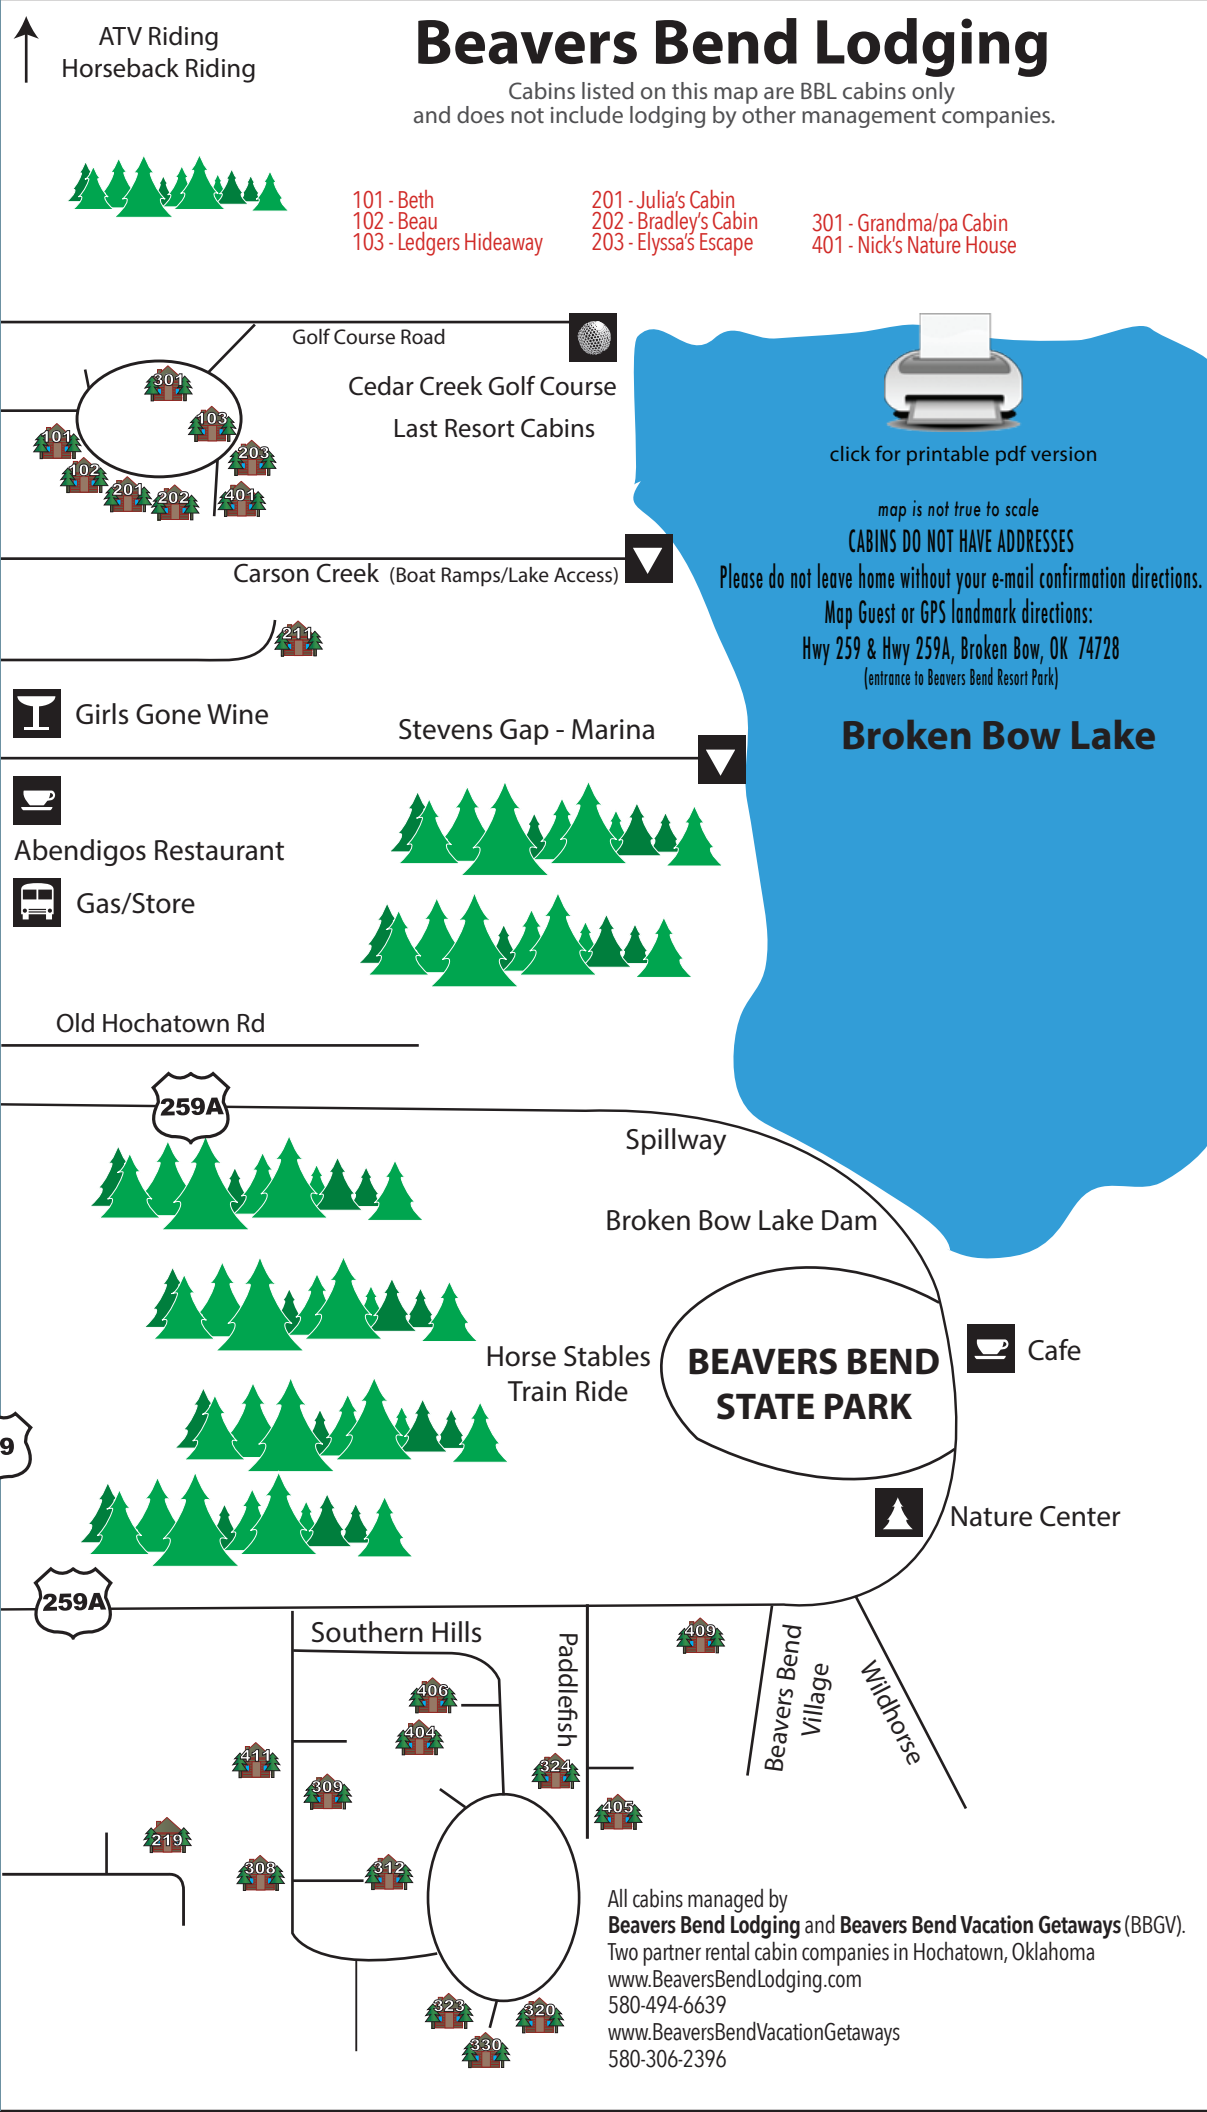 ATV Riding
Horseback Riding
Beavers Bend Lodging
Cabins listed on this map are BBL cabins only
and does not include lodging by other management companies.
101 - Beth
102 - Beau
103 - Ledgers Hideaway
201 - Julia's Cabin
202 - Bradley's Cabin
203 - Elyssa's Escape
301 - Grandma/pa Cabin
401 - Nick's Nature House
Golf Course Road
Cedar Creek Golf Course
Last Resort Cabins
301
103
101
203
102
201
202
401
click for printable pdf version
map is not true to scale
CABINS DO NOT HAVE ADDRESSES
Please do not leave home without your e-mail confirmation directions.
Map Guest or GPS landmark directions:
Hwy 259 & Hwy 259A, Broken Bow, OK 74728
(entrance to Beavers Bend Resort Park)
Broken Bow Lake
Carson Creek (Boat Ramps/Lake Access)
211
Girls Gone Wine
Stevens Gap - Marina
Abendigos Restaurant
Gas/Store
Old Hochatown Rd
259A
Spillway
Broken Bow Lake Dam
Horse Stables
Train Ride
BEAVERS BEND
STATE PARK
Cafe
9
Nature Center
259A
Southern Hills
Paddlefish
409
Beavers Bend
Village
Wildhorse
406
404
411
324
309
405
219
308
312
323
320
330
All cabins managed by
Beavers Bend Lodging and Beavers Bend Vacation Getaways (BBGV).
Two partner rental cabin companies in Hochatown, Oklahoma
www.BeaversBendLodging.com
580-494-6639
www.BeaversBendVacationGetaways
580-306-2396